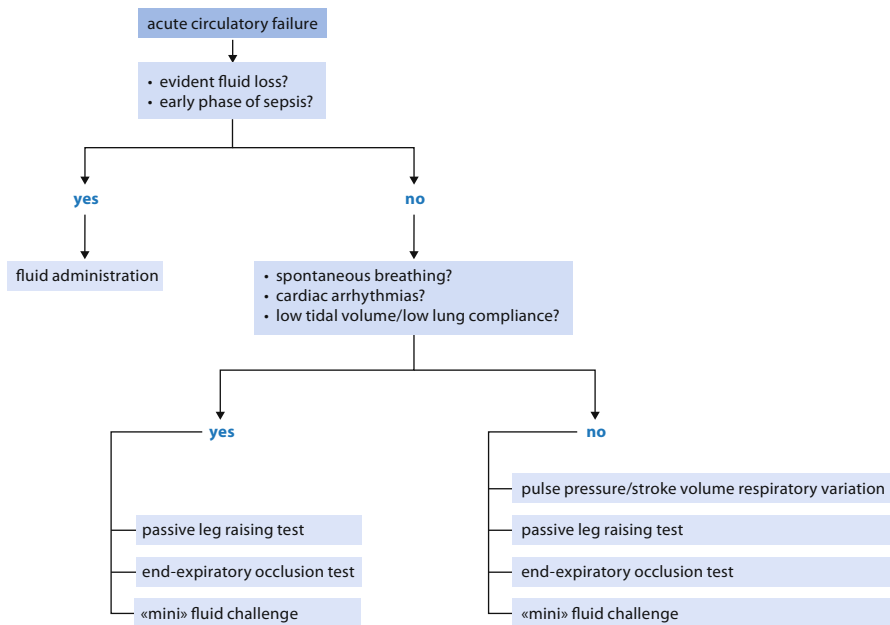 acute circulatory failure
• evident fluid loss?
• early phase of sepsis?
yes
no
fluid administration
• spontaneous breathing?
• cardiac arrhythmias?
• low tidal volume/low lung compliance?
yes
no
pulse pressure/stroke volume respiratory variation
passive leg raising test
passive leg raising test
end-expiratory occlusion test
end-expiratory occlusion test
«mini» fluid challenge
«mini» fluid challenge